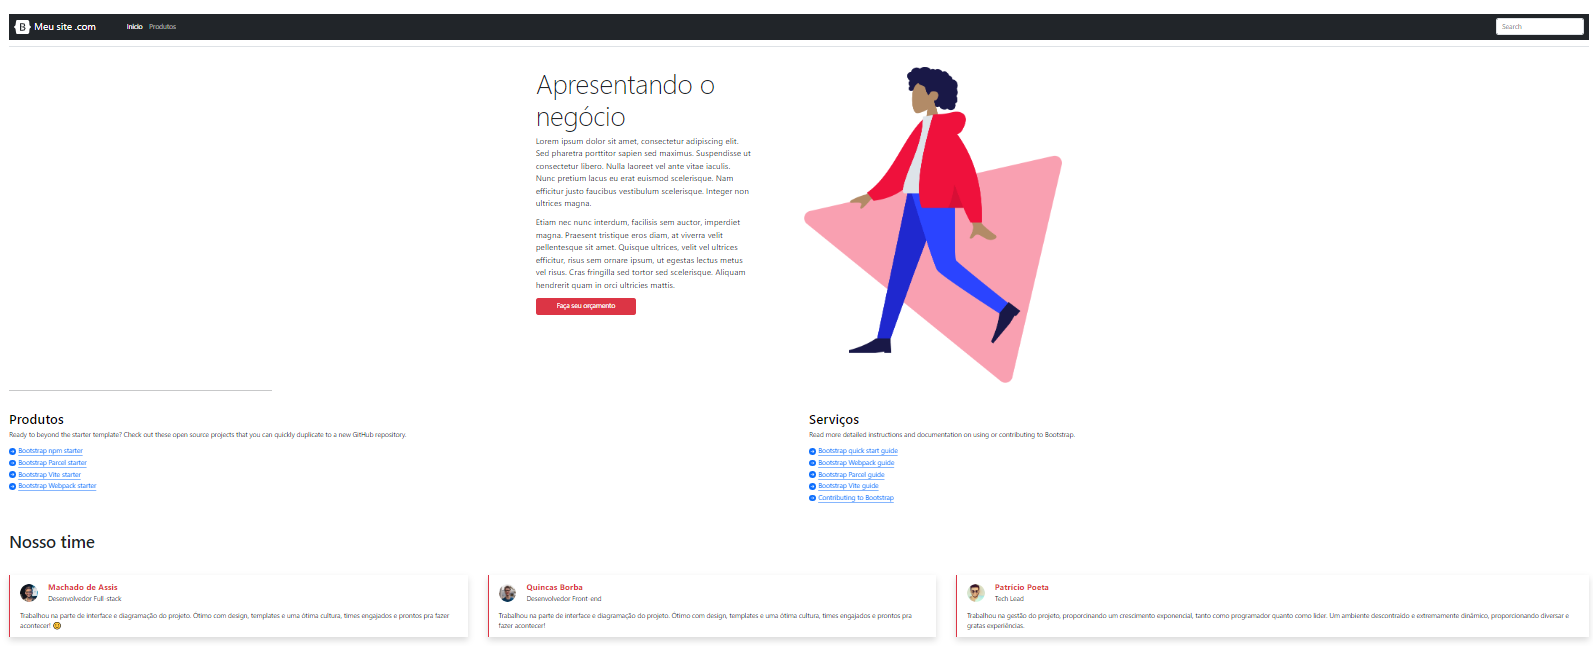 B Meu site .com Início Produtos Search
Apresentando o
negócio
Lorem ipsum dolor sit amet, consectetur adipiscing elit.
Sed pharetra porttitor sapien sed maximus. Suspendisse ut
consectetur libero. Nulla laoreet vel ante vitae iaculis.
Nunc pretium lacus eu erat euismod scelerisque. Nam
efficitur justo faucibus vestibulum scelerisque. Integer non
ultrices magna.
Etiam nec nunc interdum, facilisis sem auctor, imperdiet
magna. Praesent tristique eros diam, at viverra velit
pellentesque sit amet. Quisque ultrices, velit vel ultrices
efficitur, risus sem ornare ipsum, ut egestas lectus metus
vel risus. Cras fringilla sed tortor sed scelerisque. Aliquam
hendrerit quam in orci ultricies mattis.
Faça seu orçamento
Produtos
Ready to beyond the starter template? Check out these open source projects that you can quickly duplicate to a new GitHub repository.
Bootstrap npm starter
Bootstrap Parcel starter
Bootstrap Vite starter
Bootstrap Webpack starter
Serviços
Read more detailed instructions and documentation on using or contributing to Bootstrap.
Bootstrap quick start guide
Bootstrap Webpack guide
Bootstrap Parcel guide
Bootstrap Vite guide
Contributing to Bootstrap
Nosso time
Machado de Assis
Desenvolvedor Full-stack
Trabalhou na parte de interface e diagramação do projeto. Ótimo com design, templates e uma ótima cultura, times engajados e prontos pra fazer
acontecer! 😊
Quincas Borba
Desenvolvedor Front-end
Trabalhou na parte de interface e diagramação do projeto. Ótimo com design, templates e uma ótima cultura, times engajados e prontos pra
fazer acontecer!
Patrício Poeta
Tech Lead
Trabalhou na gestão do projeto, proporcinando um crescimento exponencial, tanto como programador quanto como líder. Um ambiente descontraído e extremamente dinâmico, proporcionando diversar e
gratas experiências.